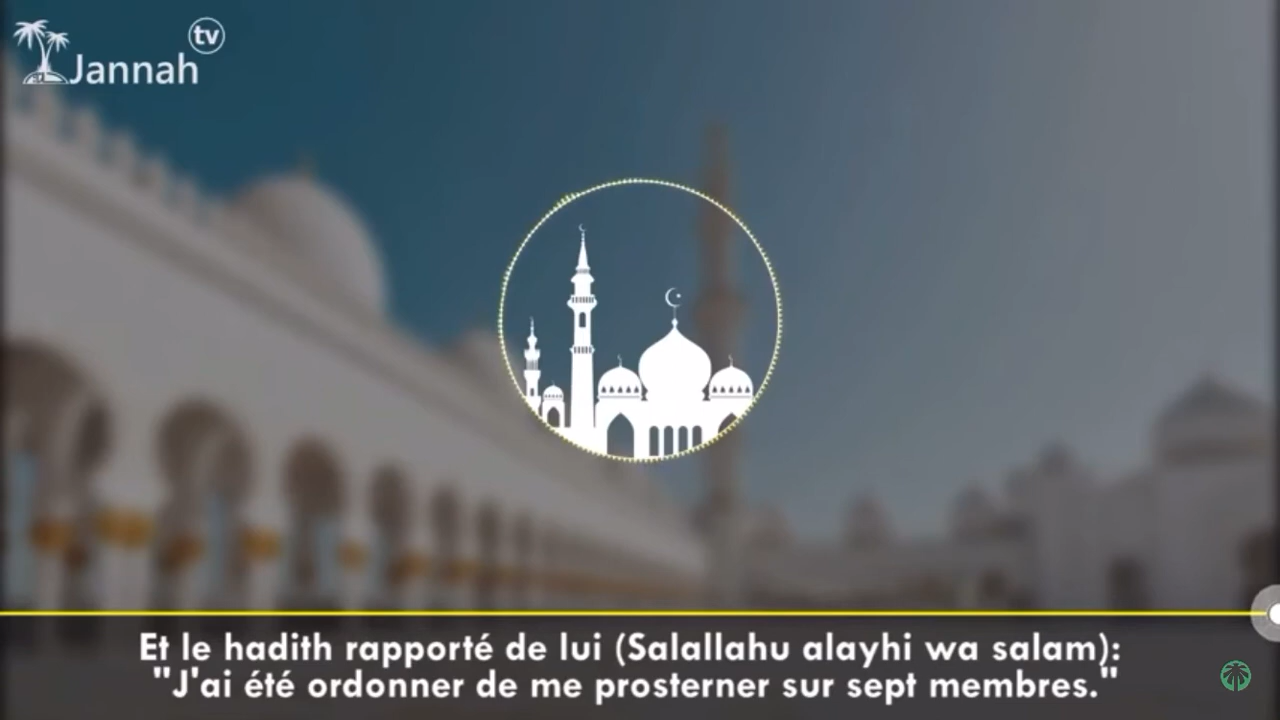 tv
Jannah
Et le hadith rapporté de lui (Salallahu alayhi wa salam):
"J'ai été ordonner de me prosterner sur sept membres."